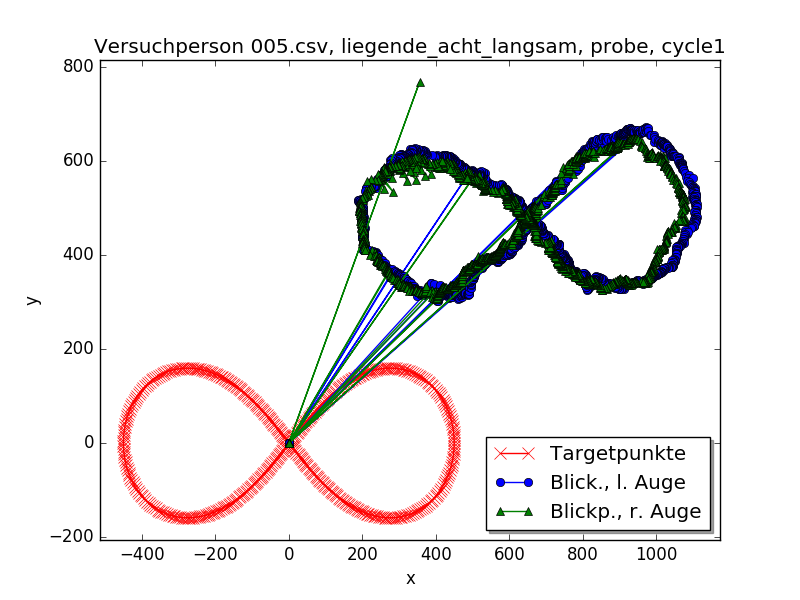 Versuchperson 005.csv, liegende_acht_langsam, probe, cycle1
y
800
600
400
200
0
−200
−400 −200 0 200 400 600 800 1000
x
Targetpunkte
Blick., l. Auge
Blickp., r. Auge